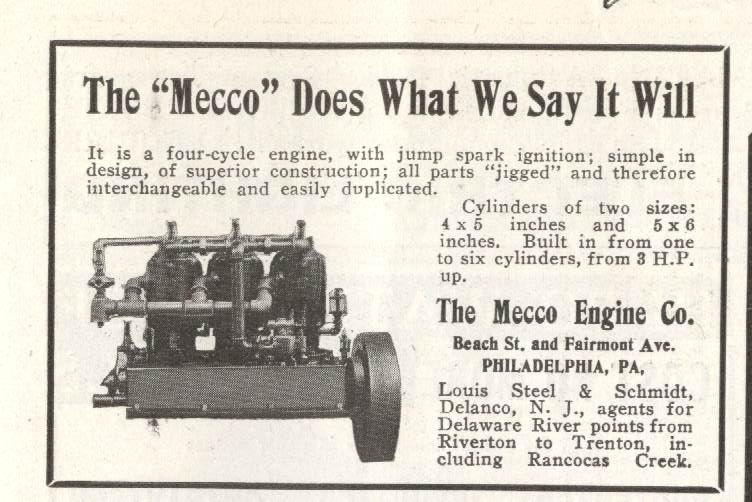 The "Mecco" Does What We Say It Will
It is a four-cycle engine, with jump spark ignition; simple in
design, of superior construction; all parts "jigged" and therefore
interchangeable and easily duplicated.
Cylinders of two sizes:
4 x 5 inches and 5 x 6
inches. Built in from one
to six cylinders, from 3 H.P.
up.
The Mecco Engine Co.
Beach St. and Fairmont Ave.
PHILADELPHIA, PA,
Louis Steel & Schmidt,
Delanco, N. J., agents for
Delaware River points from
Riverton to Trenton, in-
cluding Rancocas Creek.